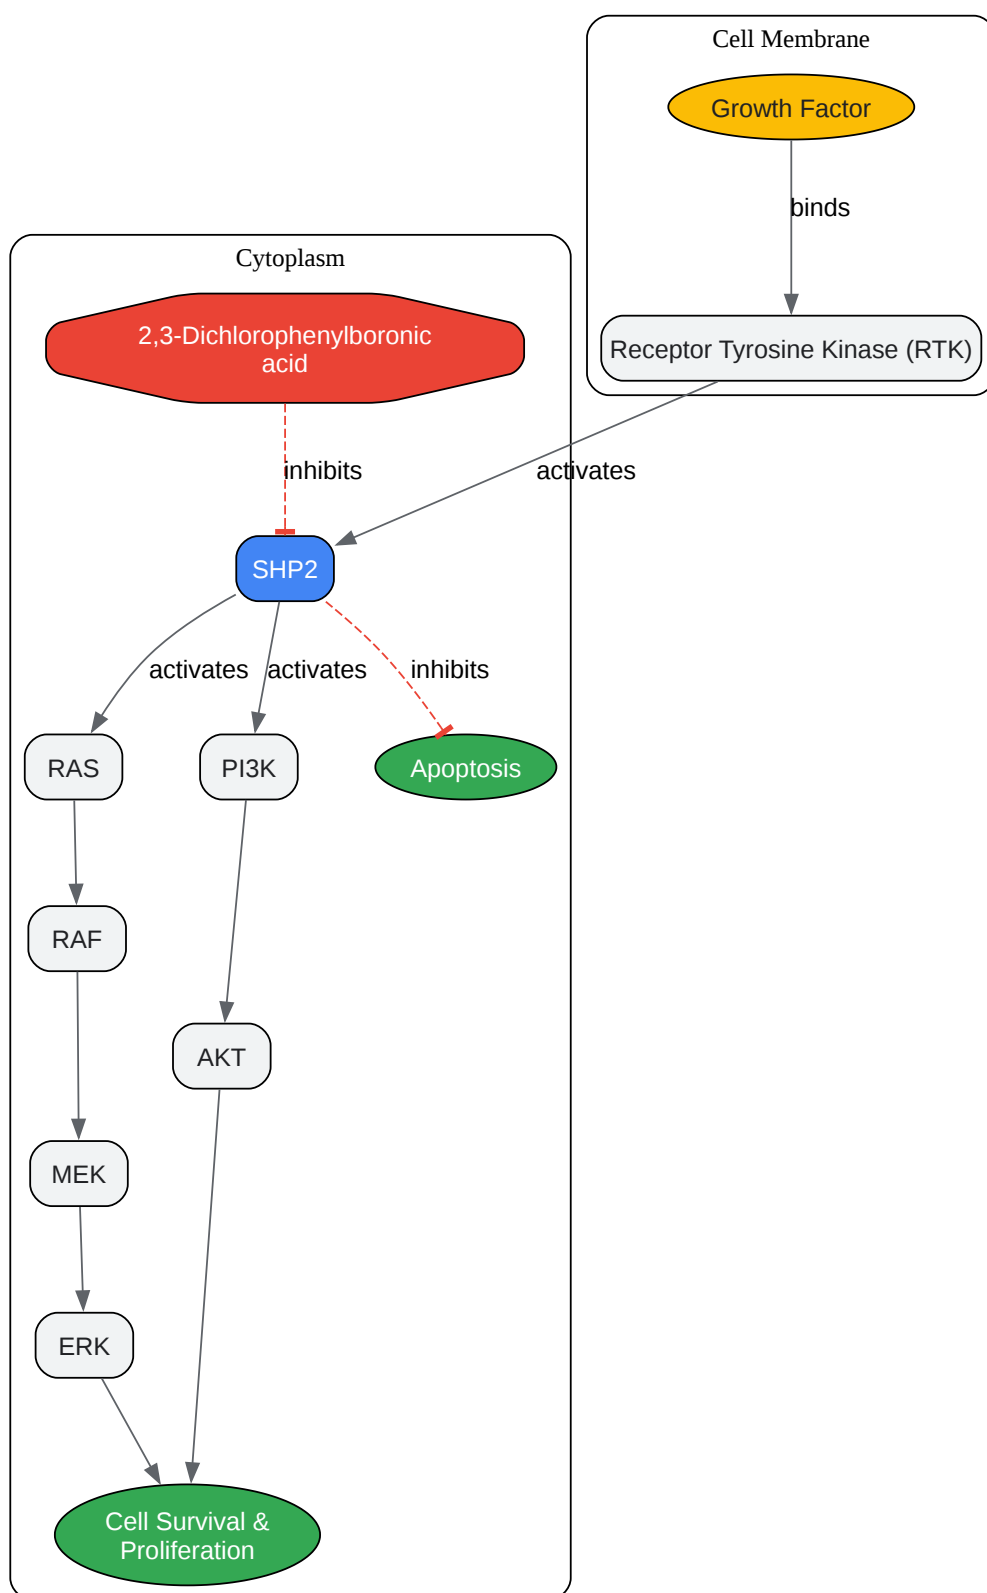 Cell Membrane
Growth Factor
binds
Cytoplasm
2,3-Dichlorophenylboronic
acid
Receptor Tyrosine Kinase (RTK)
inhibits
activates
SHP2
activates
activates
inhibits
RAS
PI3K
Apoptosis
RAF
AKT
MEK
ERK
Cell Survival &
Proliferation